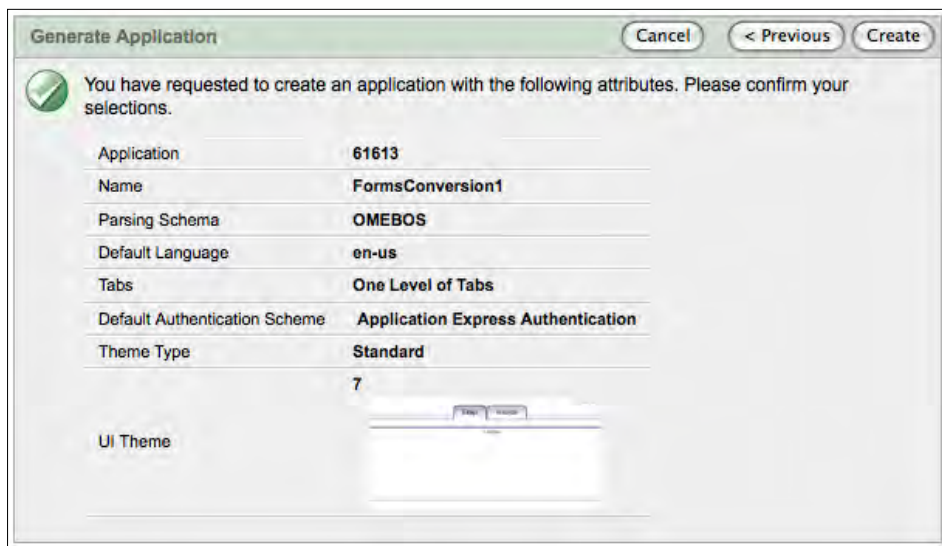 Generate Application
Cancel
< Previous
Create
You have requested to create an application with the following attributes. Please confirm your
selections.
Application 61613
Name FormsConversion1
Parsing Schema OMEBOS
Default Language en-us
Tabs One Level of Tabs
Default Authentication Scheme Application Express Authentication
Theme Type Standard
7
UI Theme